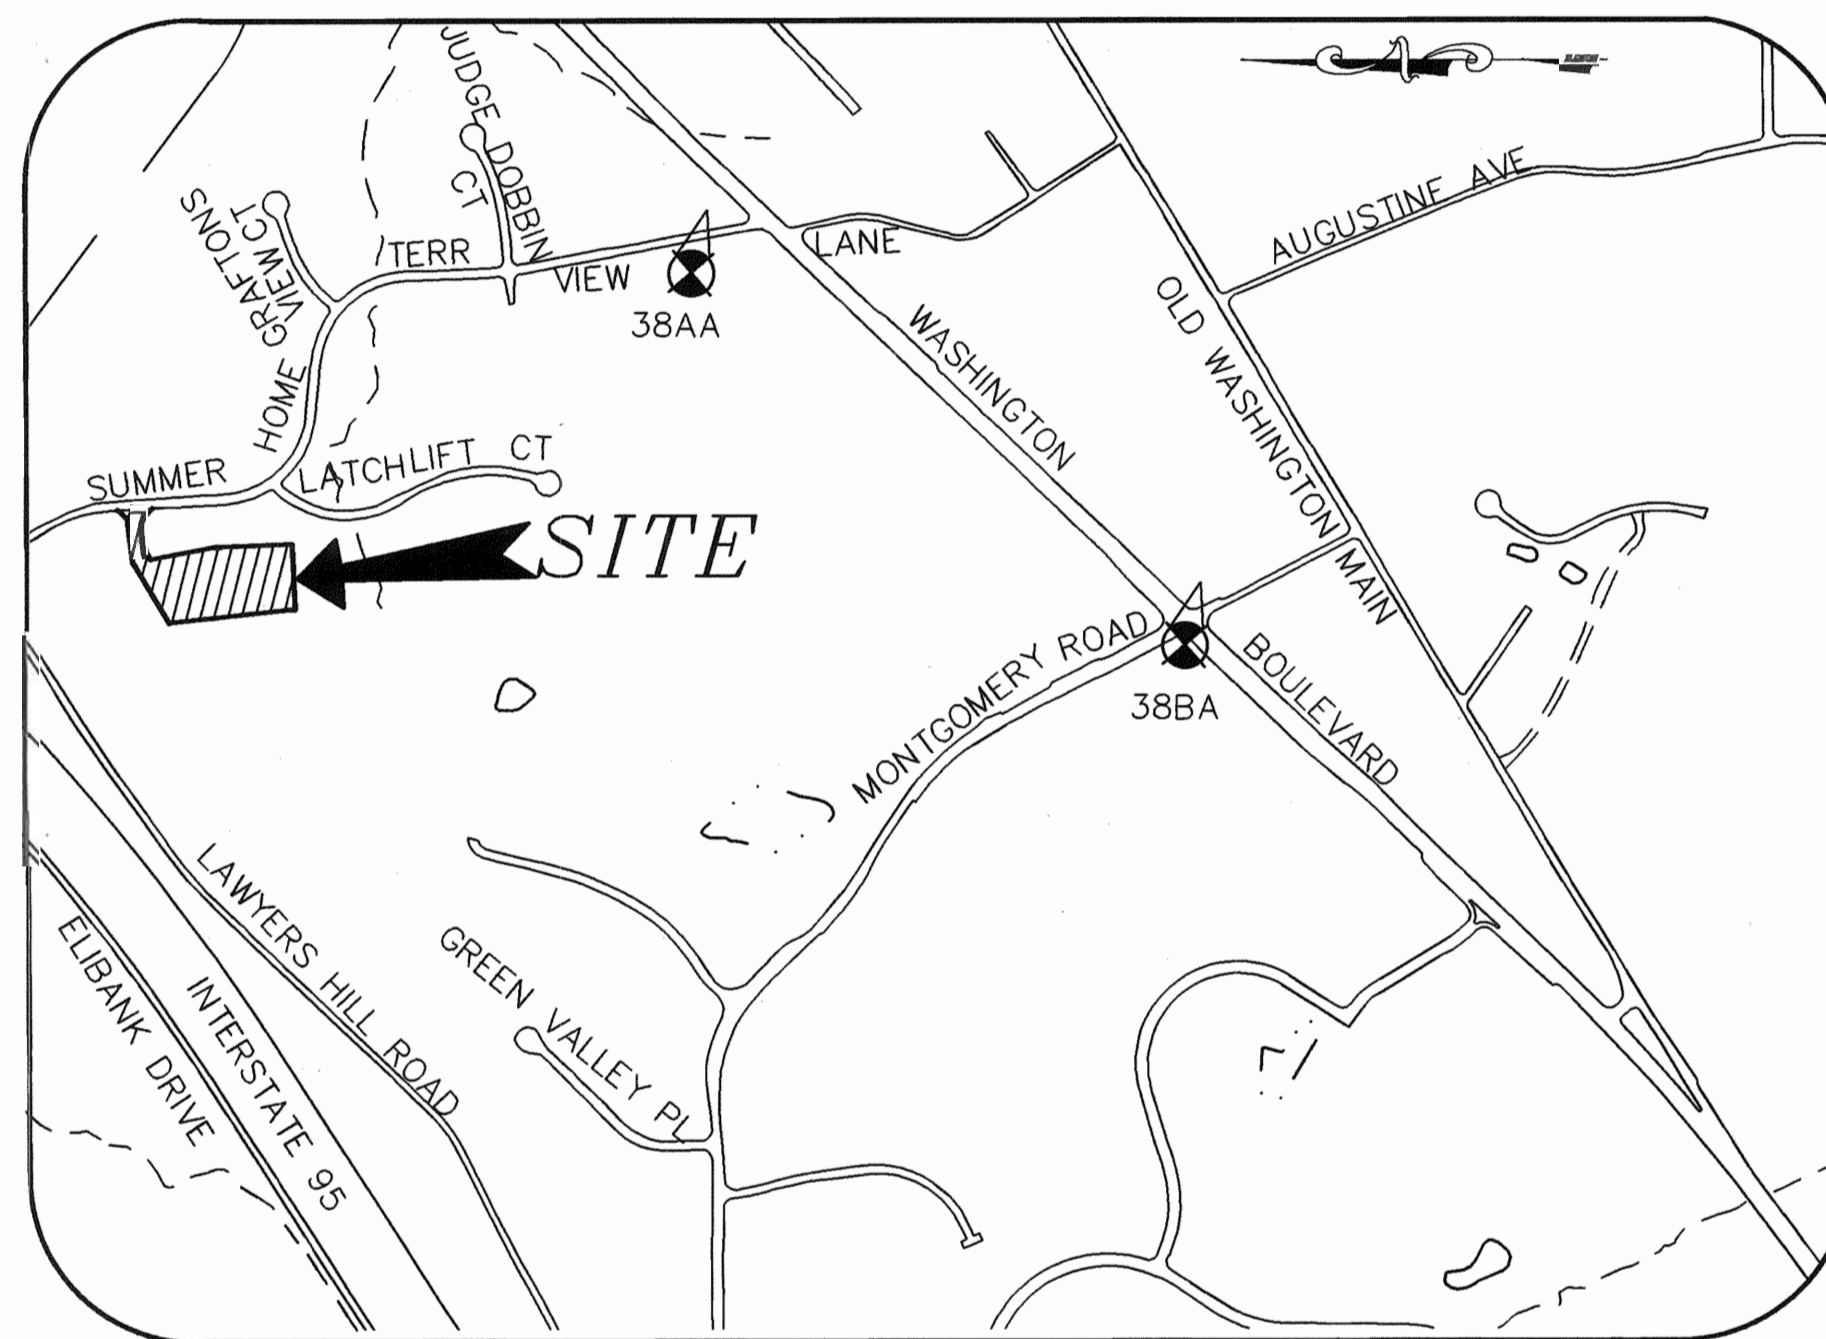 JUDGE DOBBIN
CT
GRAFTONS
VIEW CT
TERR
VIEW
LANE
38AA
AUGUSTINE AVE
HOME
WASHINGTON
OLD WASHINGTON
SUMMER
LATCHLIFT CT
SITE
MAIN
MONTGOMERY ROAD
38BA
BOULEVARD
LAWYERS HILL ROAD
GREEN VALLEY PL
ELIBANK DRIVE
INTERSTATE 95